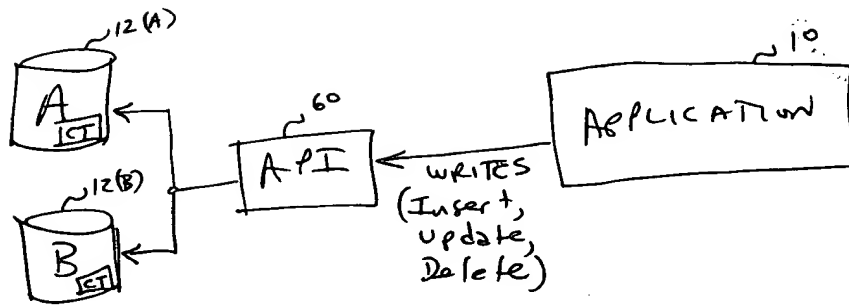 12(A)
A
CT
12(B)
B
CT
60
API
WRITES
(Insert,
update,
Delete)
10
APPLICATION